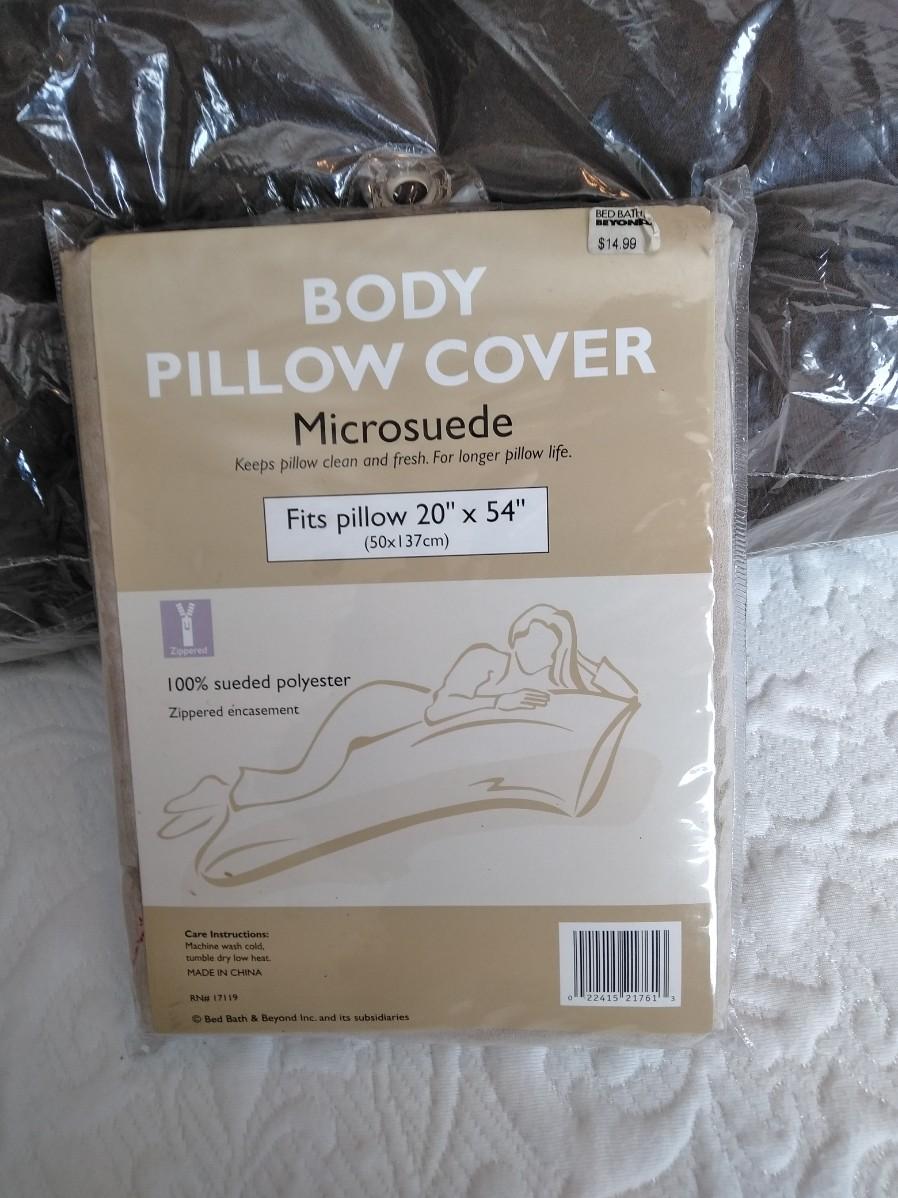 BED BATH
BEYOND
$14.99
BODY
PILLOW COVER
Microsuede
Keeps pillow clean and fresh. For longer pillow life.
Fits pillow 20" x 54"
(50x137cm)
Zippered
100% sueded polyester
Zippered encasement
Care Instructions:
Machine wash cold,
tumble dry low heat.
MADE IN CHINA
RN# 17119
© Bed Bath & Beyond Inc. and its subsidiaries
0 22415 21761 3